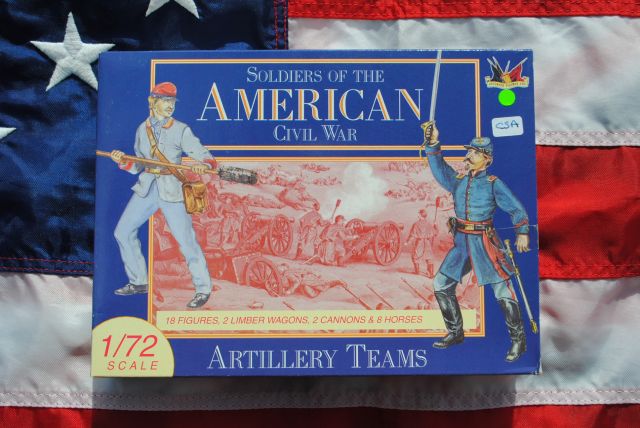 SOLDIERS OF THE
AMERICAN
CIVIL WAR
CSA
18 FIGURES, 2 LIMBER WAGONS, 2 CANNONS & 8 HORSES
1/72
SCALE
ARTILLERY TEAMS